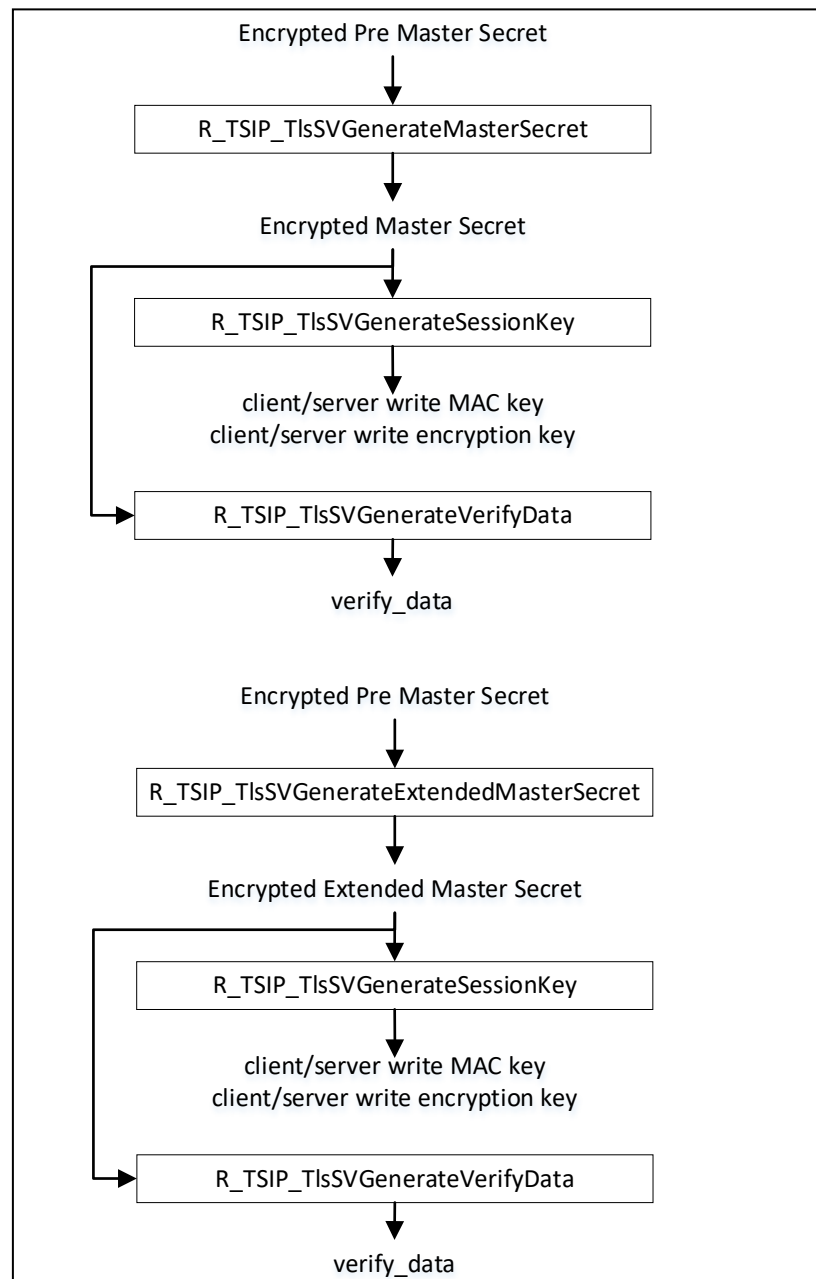 Encrypted Pre Master Secret
R_TSIP_TlsSVGenerateMasterSecret
Encrypted Master Secret
R_TSIP_TlsSVGenerateSessionKey
client/server write MAC key
client/server write encryption key
R_TSIP_TlsSVGenerateVerifyData
verify_data
Encrypted Pre Master Secret
R_TSIP_TlsSVGenerateExtendedMasterSecret
Encrypted Extended Master Secret
R_TSIP_TlsSVGenerateSessionKey
client/server write MAC key
client/server write encryption key
R_TSIP_TlsSVGenerateVerifyData
verify_data